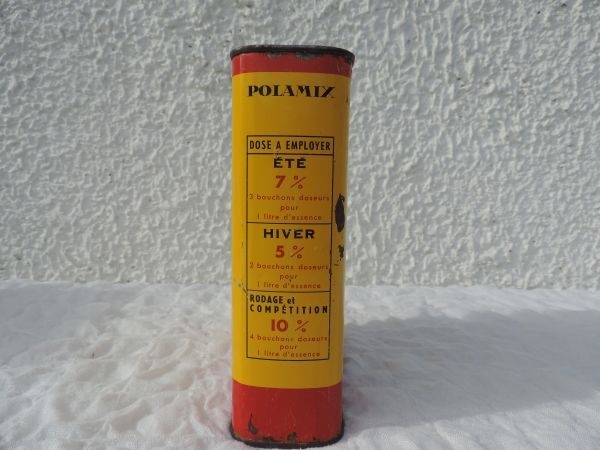 POLAMIX
DOSE A EMPLOYER
ÉTÉ
7 %
3 bouchons doseurs
pour
1 litre d'essence
HIVER
5 %
2 bouchons doseurs
pour
1 litre d'essence
RODAGE et
COMPÉTITION
10 %
4 bouchons doseurs
pour
1 litre d'essence